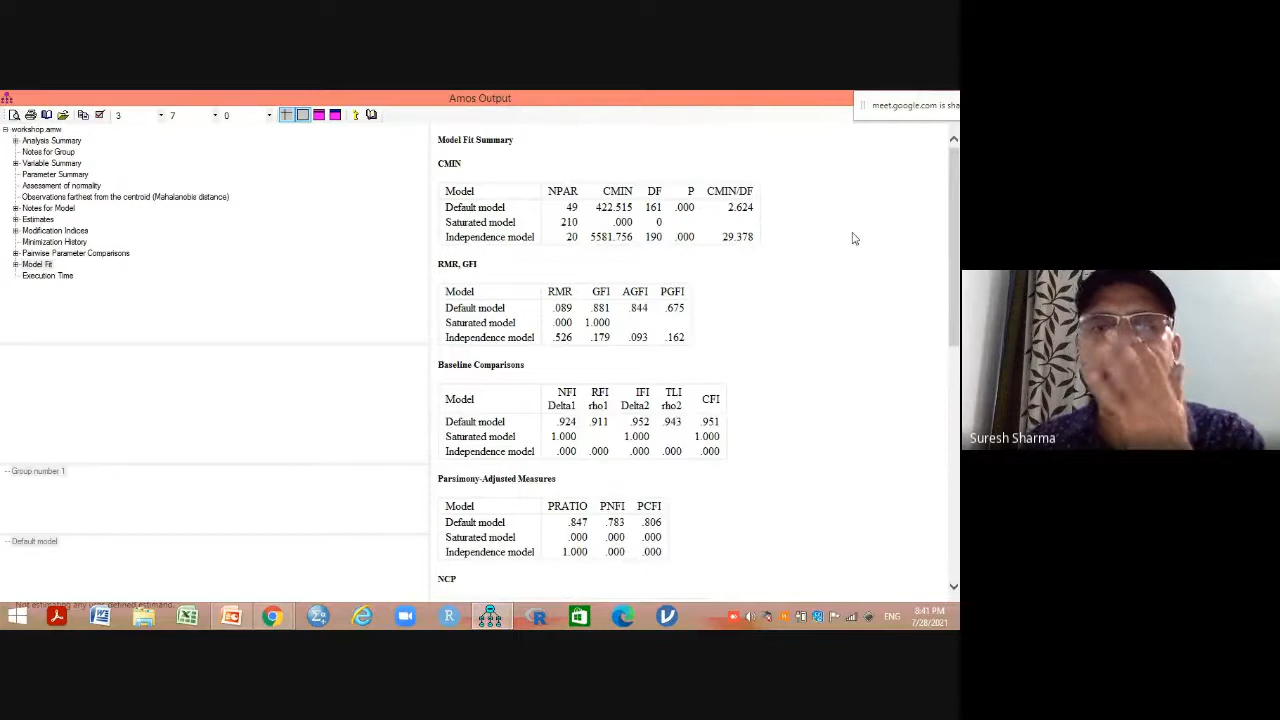 Amos Output
meet.google.com is sha
3 7 0
workshop.amw
Analysis Summary
Notes for Group
Variable Summary
Parameter Summary
Assessment of normality
Observations farthest from the centroid (Mahalanobis distance)
Notes for Model
Estimates
Modification Indices
Minimization History
Pairwise Parameter Comparisons
Model Fit
Execution Time
Group number 1
Default model
Not estimating any user-defined estimand.
Model Fit Summary
CMIN
Model NPAR CMIN DF P CMIN/DF
Default model 49 422.515 161 .000 2.624
Saturated model 210 .000 0
Independence model 20 5581.756 190 .000 29.378
RMR, GFI
Model RMR GFI AGFI PGFI
Default model .089 .881 .844 .675
Saturated model .000 1.000
Independence model .526 .179 .093 .162
Baseline Comparisons
Model NFI RFI IFI TLI CFI
Delta1 rho1 Delta2 rho2
Default model .924 .911 .952 .943 .951
Saturated model 1.000 1.000 1.000
Independence model .000 .000 .000 .000 .000
Parsimony-Adjusted Measures
Model PRATIO PNFI PCFI
Default model .847 .783 .806
Saturated model .000 .000 .000
Independence model 1.000 .000 .000
NCP
Suresh Sharma
ENG
8:41 PM
7/28/2021